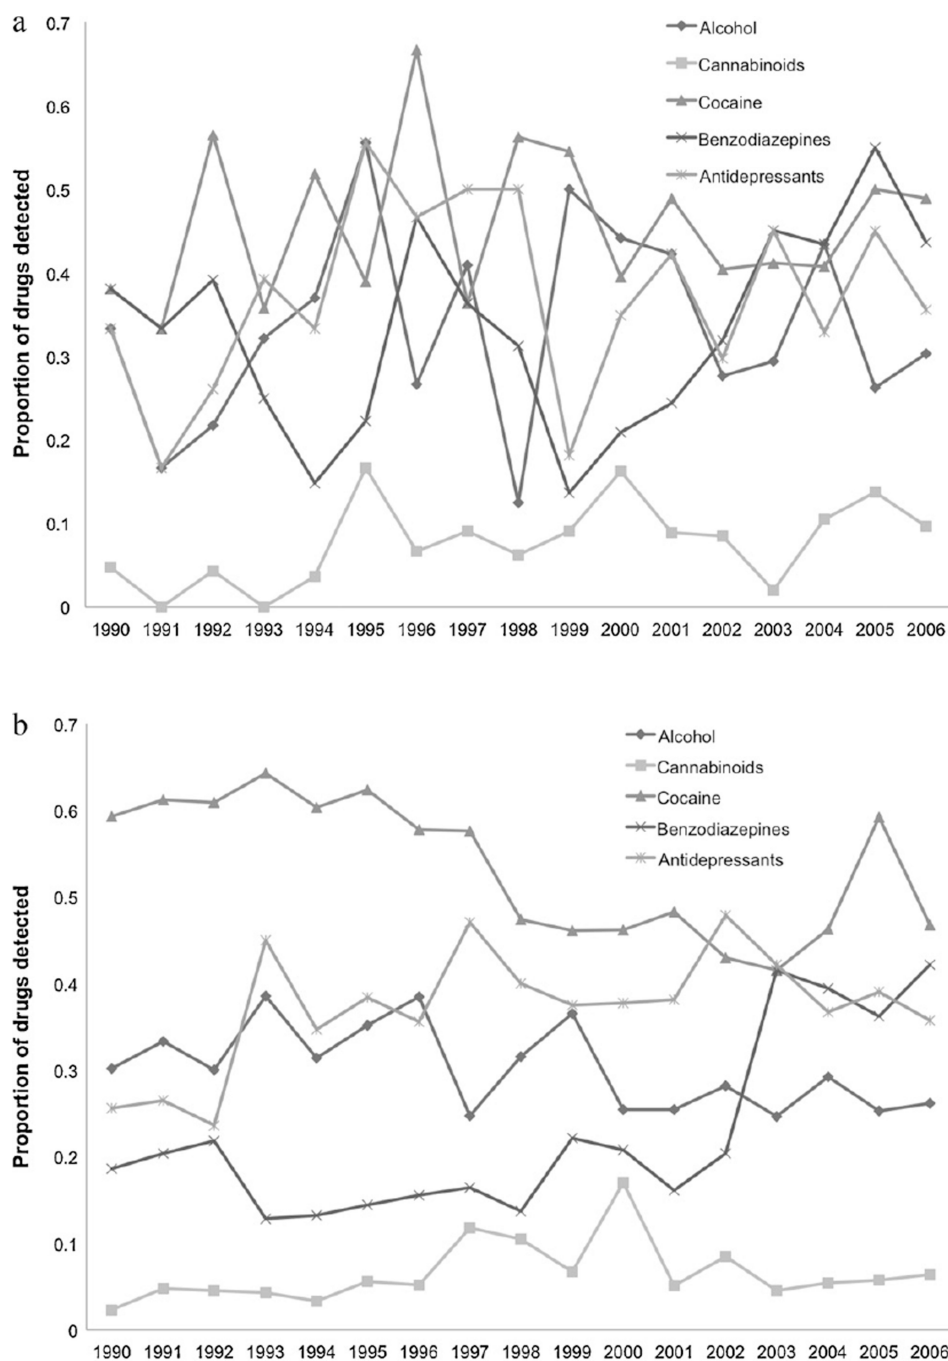 a
0.7
0.6
0.5
0.4
0.3
0.2
0.1
0
Proportion of drugs detected
Alcohol
Cannabinoids
Cocaine
Benzodiazepines
Antidepressants
1990 1991 1992 1993 1994 1995 1996 1997 1998 1999 2000 2001 2002 2003 2004 2005 2006
b
0.7
0.6
0.5
0.4
0.3
0.2
0.1
0
Proportion of drugs detected
Alcohol
Cannabinoids
Cocaine
Benzodiazepines
Antidepressants
1990 1991 1992 1993 1994 1995 1996 1997 1998 1999 2000 2001 2002 2003 2004 2005 2006